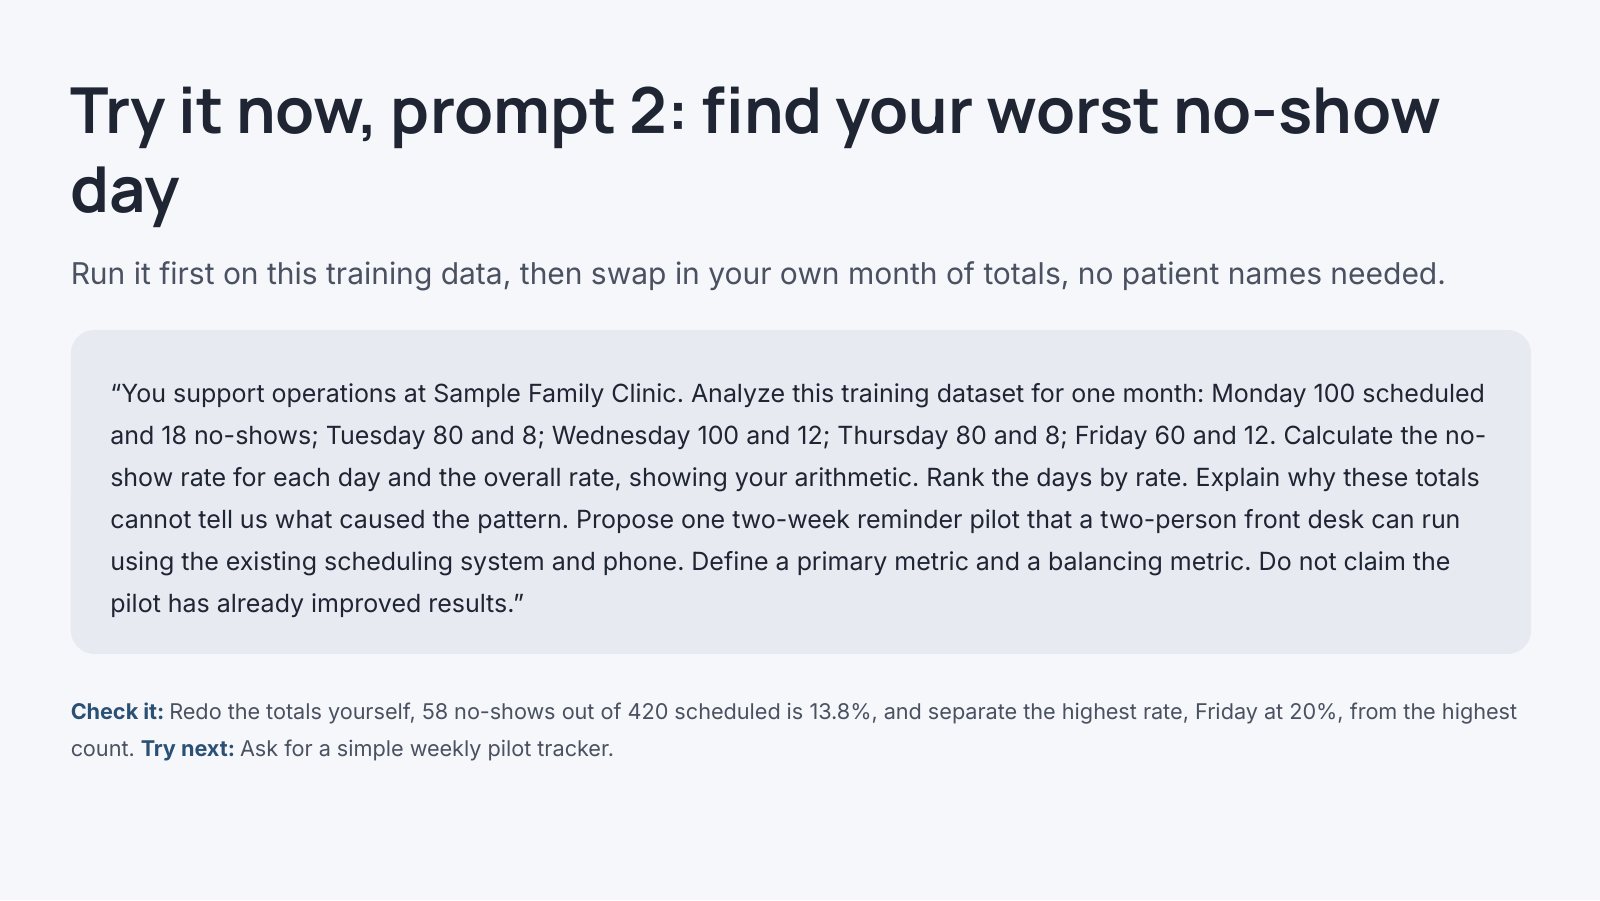 Try it now, prompt 2: find your worst no-show
day
Run it first on this training data, then swap in your own month of totals, no patient names needed.
“You support operations at Sample Family Clinic. Analyze this training dataset for one month: Monday 100 scheduled
and 18 no-shows; Tuesday 80 and 8; Wednesday 100 and 12; Thursday 80 and 8; Friday 60 and 12. Calculate the no-
show rate for each day and the overall rate, showing your arithmetic. Rank the days by rate. Explain why these totals
cannot tell us what caused the pattern. Propose one two-week reminder pilot that a two-person front desk can run
using the existing scheduling system and phone. Define a primary metric and a balancing metric. Do not claim the
pilot has already improved results.”
Check it: Redo the totals yourself, 58 no-shows out of 420 scheduled is 13.8%, and separate the highest rate, Friday at 20%, from the highest
count. Try next: Ask for a simple weekly pilot tracker.